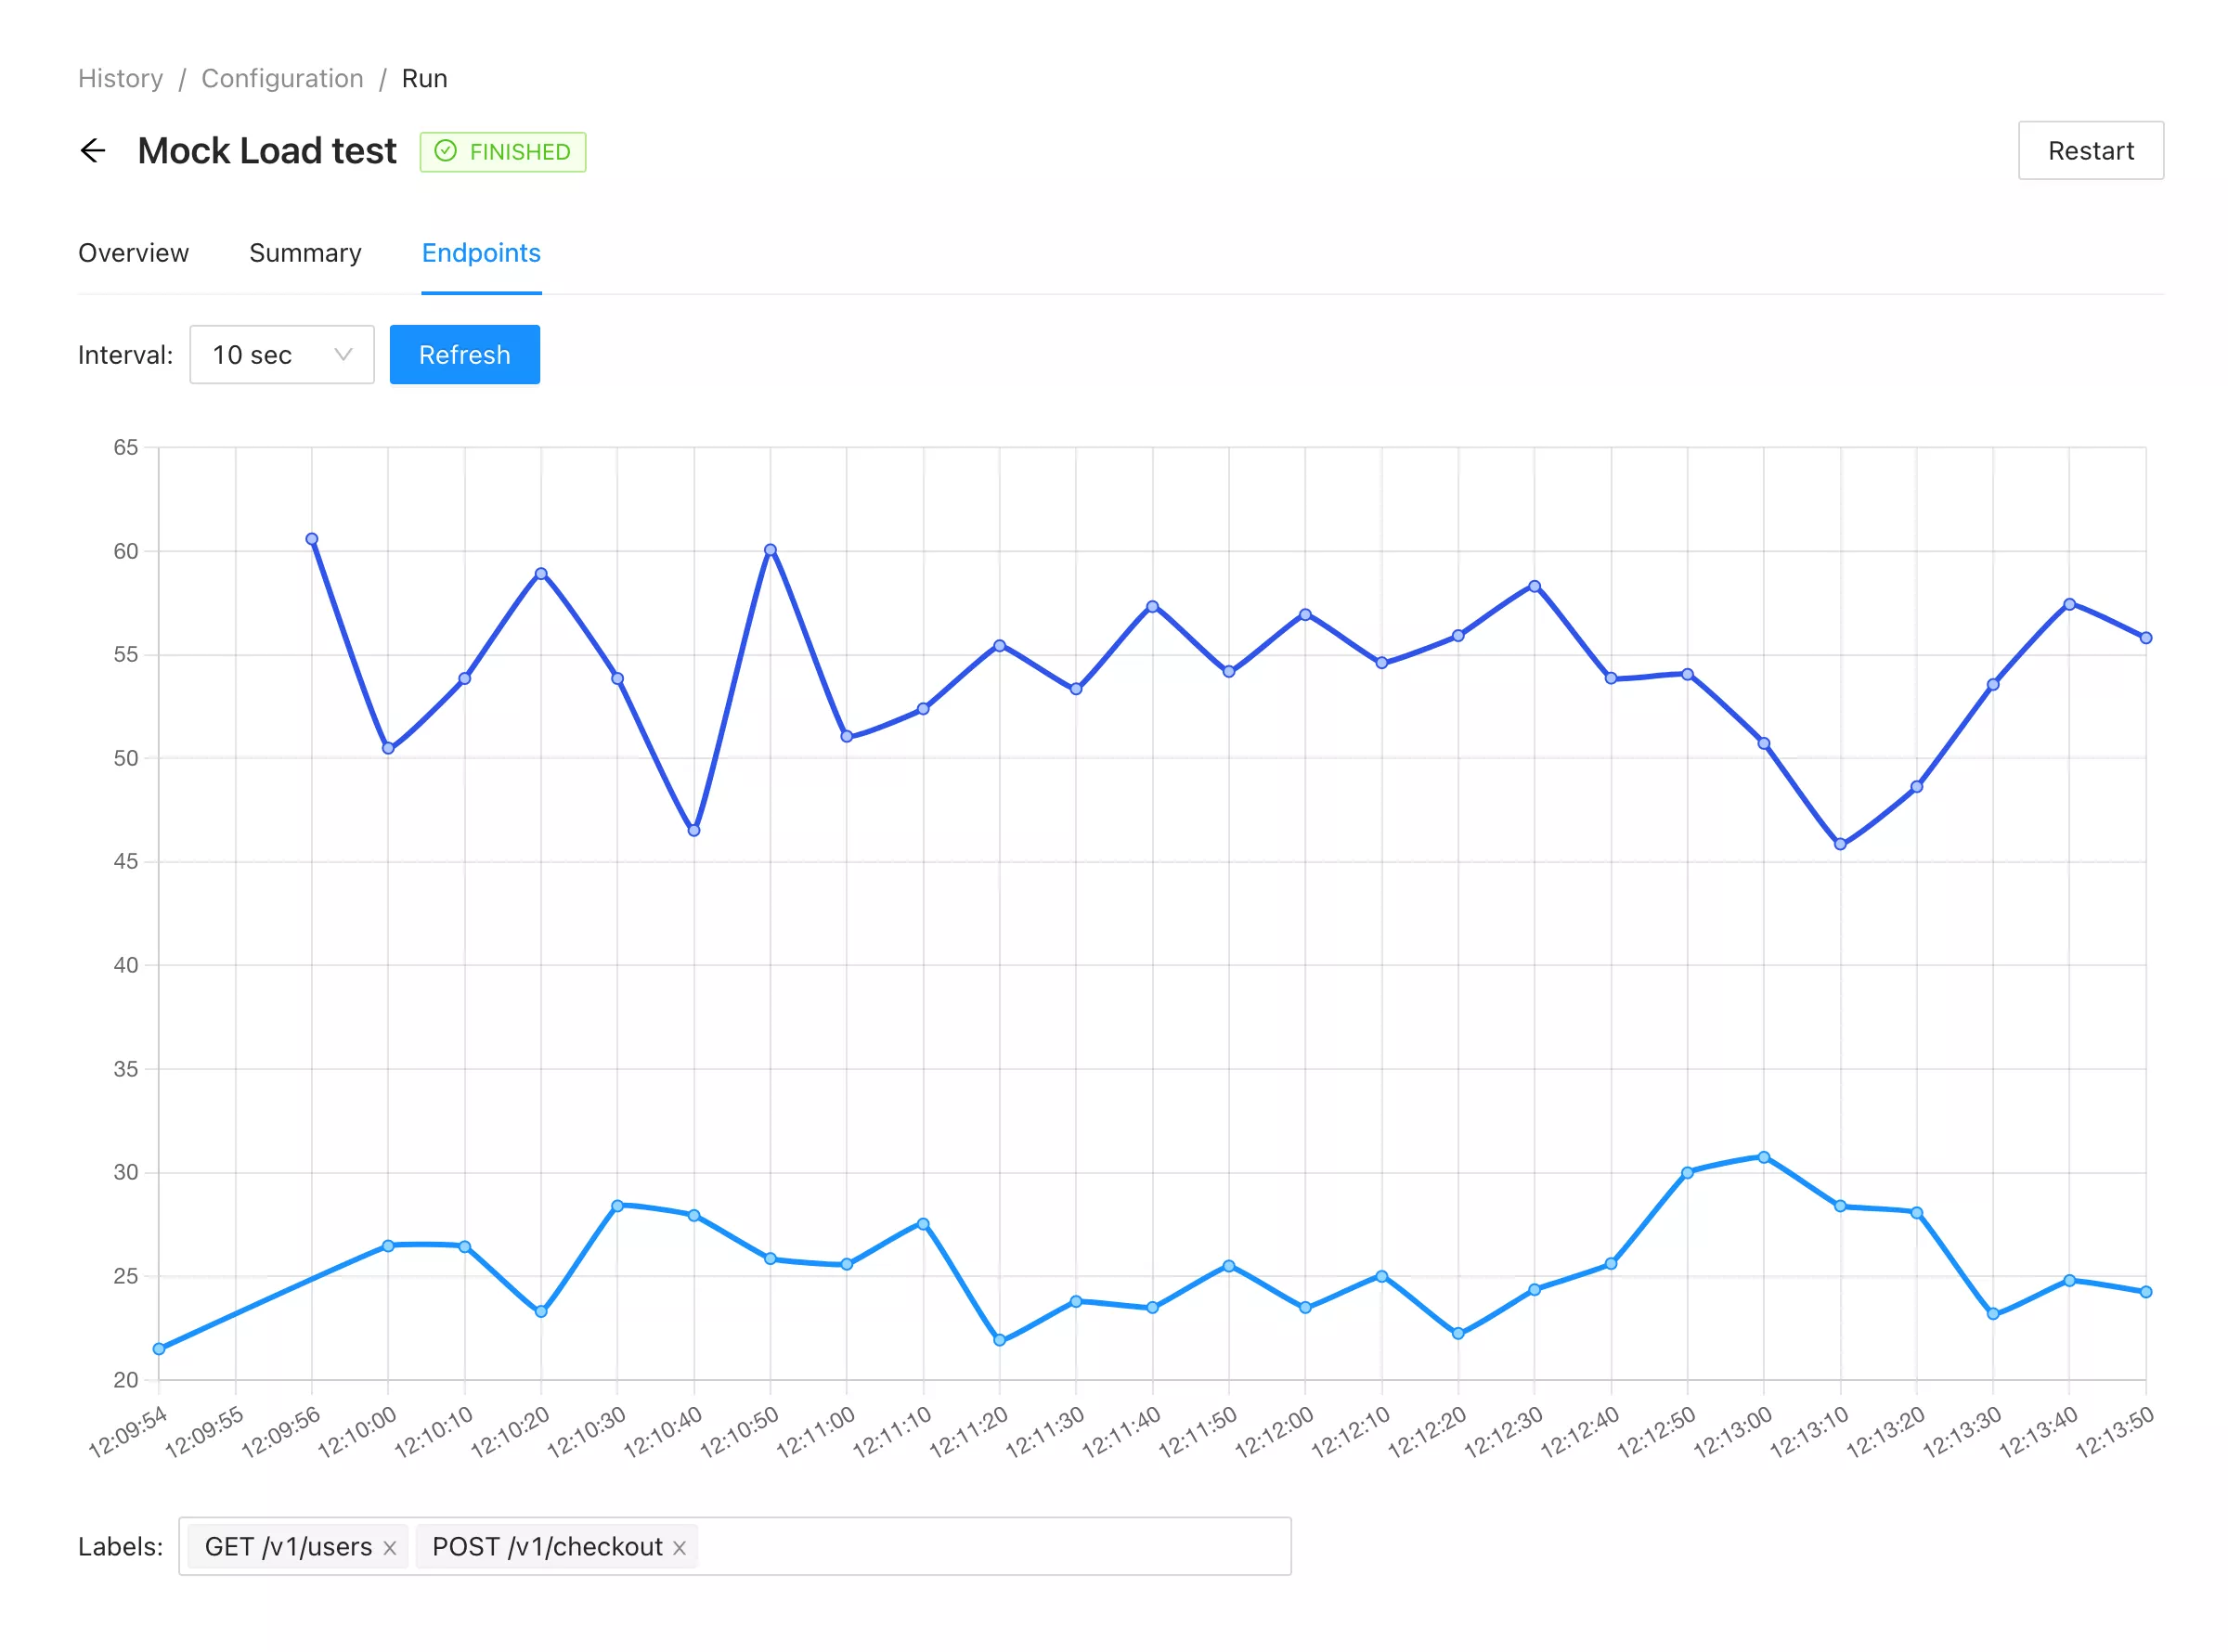 History / Configuration / Run
Mock Load test FINISHED Restart
Overview Summary Endpoints
Interval: 10 sec Refresh
65
60
55
50
45
40
35
30
25
20
12:09:54 12:09:55 12:09:56 12:10:00 12:10:10 12:10:20 12:10:30 12:10:40 12:10:50 12:11:00 12:11:10 12:11:20 12:11:30 12:11:40 12:11:50 12:12:00 12:12:10 12:12:20 12:12:30 12:12:40 12:12:50 12:13:00 12:13:10 12:13:20 12:13:30 12:13:40 12:13:50
Labels: GET /v1/users × POST /v1/checkout ×